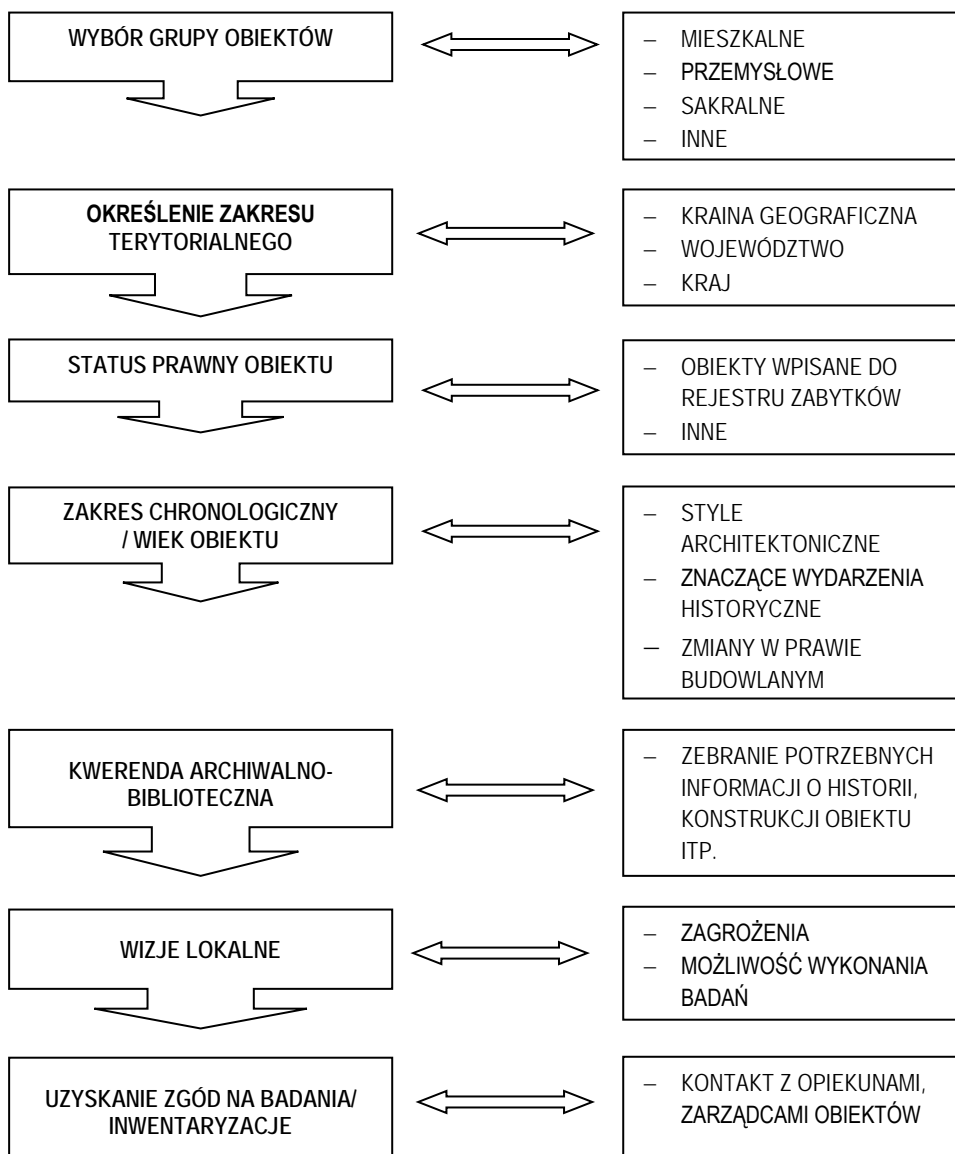 WYBÓR GRUPY OBIEKTÓW
– MIESZKALNE
– PRZEMYSŁOWE
– SAKRALNE
– INNE
OKREŚLENIE ZAKRESU
TERYTORIALNEGO
– KRAINA GEOGRAFICZNA
– WOJEWÓDZTWO
– KRAJ
STATUS PRAWNY OBIEKTU
– OBIEKTY WPISANE DO
REJESTRU ZABYTKÓW
– INNE
ZAKRES CHRONOLOGICZNY
/ WIEK OBIEKTU
– STYLE
ARCHITEKTONICZNE
– ZNACZĄCE WYDARZENIA
HISTORYCZNE
– ZMIANY W PRAWIE
BUDOWLANYM
KWERENDA ARCHIWALNO-
BIBLIOTECZNA
– ZEBRANIE POTRZEBNYCH
INFORMACJI O HISTORII,
KONSTRUKCJI OBIEKTU
ITP.
WIZJE LOKALNE
– ZAGROŻENIA
– MOŻLIWOŚĆ WYKONANIA
BADAŃ
UZYSKANIE ZGÓD NA BADANIA/
INWENTARYZACJE
– KONTAKT Z OPIEKUNAMI,
ZARZĄDCAMI OBIEKTÓW